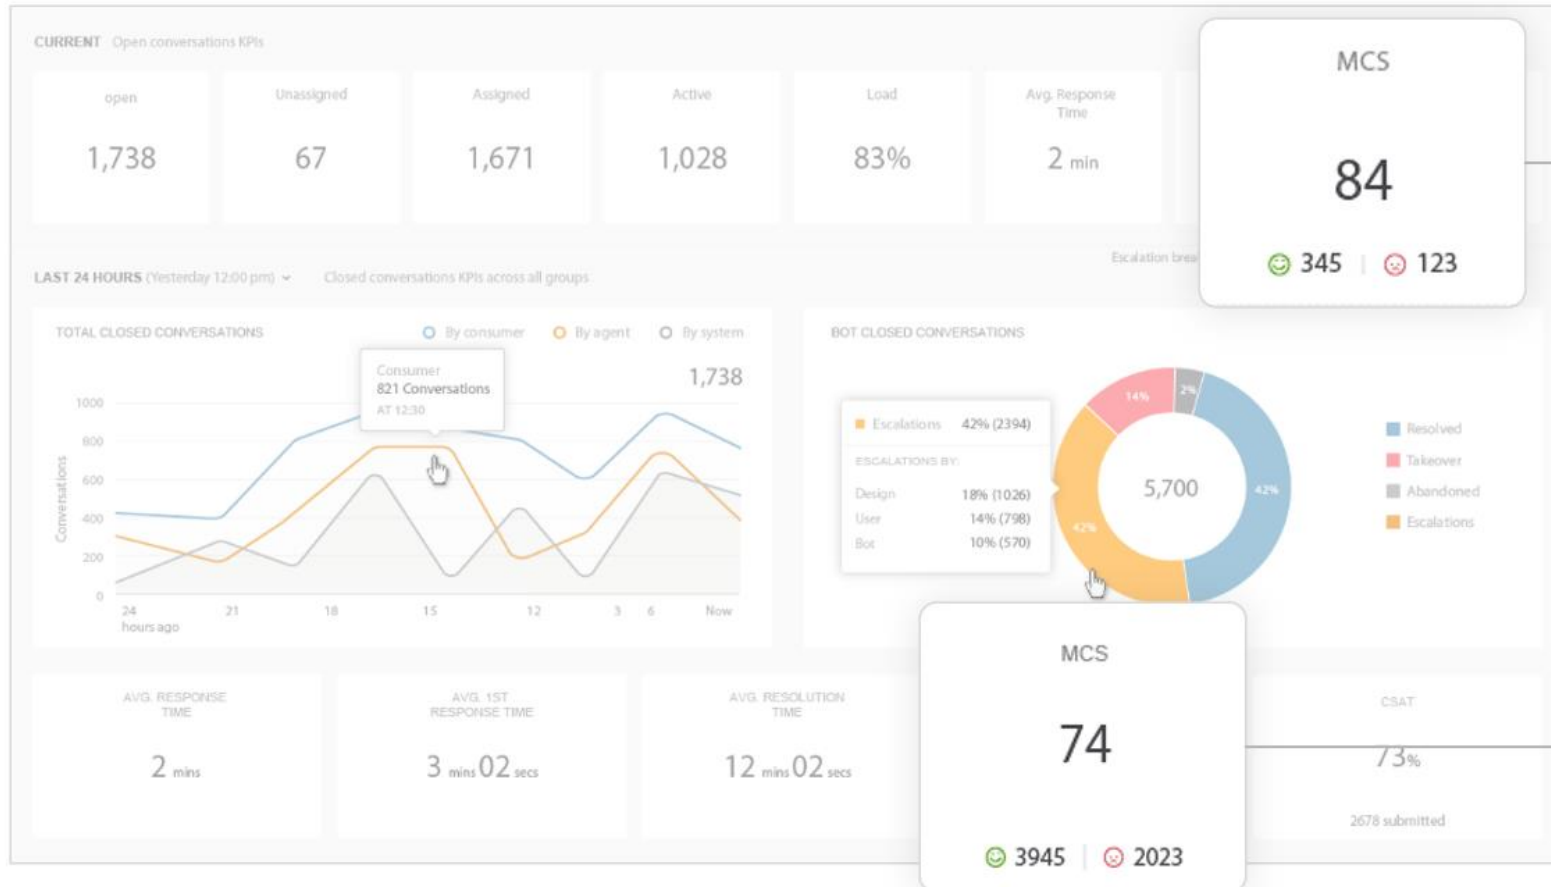 CURRENT Open conversations KPIs
MCS
open
Unassigned
Assigned
Active
Load
Avg. Response
Time
1,738
67
1,671
1,028
83%
2 min
84
345 | 123
LAST 24 HOURS (Yesterday 12:00 pm)
Closed conversations KPIs across all groups
Escalation brea
TOTAL CLOSED CONVERSATIONS
By consumer
By agent
By system
1,738
Consumer
821 Conversations
AT 12:30
Conversations
1000
800
600
400
200
0
24
hours ago
21
18
15
12
3
6
Now
BOT CLOSED CONVERSATIONS
14%
2%
42%
42%
5,700
Escalations 42% (2394)
ESCALATIONS BY:
Design 18% (1026)
User 14% (798)
Bot 10% (570)
Resolved
Takeover
Abandoned
Escalations
AVG. RESPONSE
TIME
2 mins
AVG. 1ST
RESPONSE TIME
3 mins 02 secs
AVG. RESOLUTION
TIME
12 mins 02 secs
MCS
74
3945 | 2023
CSAT
73%
2678 submitted